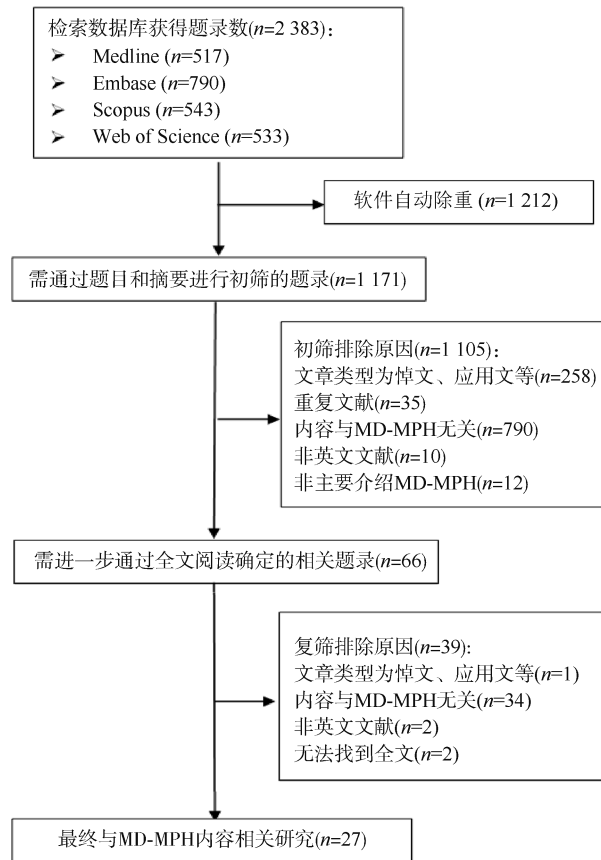 检索数据库获得题录数(n=2 383)：
➢ Medline (n=517)
➢ Embase (n=790)
➢ Scopus (n=543)
➢ Web of Science (n=533)
软件自动除重 (n=1 212)
需通过题目和摘要进行初筛的题录(n=1 171)
初筛排除原因(n=1 105)：
文章类型为悼文、应用文等(n=258)
重复文献(n=35)
内容与MD-MPH无关(n=790)
非英文文献(n=10)
非主要介绍MD-MPH(n=12)
需进一步通过全文阅读确定的相关题录(n=66)
复筛排除原因(n=39):
文章类型为悼文、应用文等(n=1)
内容与MD-MPH无关(n=34)
非英文文献(n=2)
无法找到全文(n=2)
最终与MD-MPH内容相关研究(n=27)